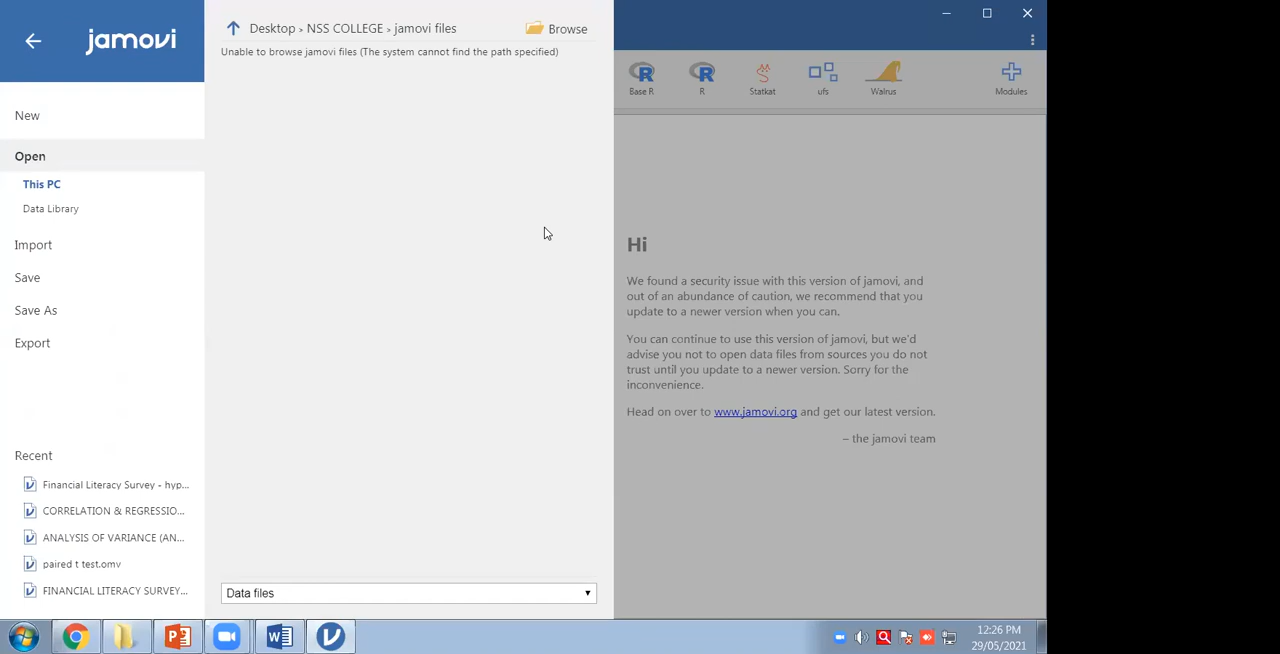 jamovi
Desktop › NSS COLLEGE › jamovi files
Browse
Unable to browse jamovi files (The system cannot find the path specified)
New
Open
This PC
Data Library
Import
Save
Save As
Export
Recent
Financial Literacy Survey - hyp...
CORRELATION & REGRESSIO...
ANALYSIS OF VARIANCE (AN...
paired t test.omv
FINANCIAL LITERACY SURVEY...
Data files
Base R
R
Statkat
ufs
Walrus
Modules
Hi
We found a security issue with this version of jamovi, and
out of an abundance of caution, we recommend that you
update to a newer version when you can.
You can continue to use this version of jamovi, but we'd
advise you not to open data files from sources you do not
trust until you update to a newer version. Sorry for the
inconvenience.
Head on over to www.jamovi.org and get our latest version.
– the jamovi team
12:26 PM
29/05/2021